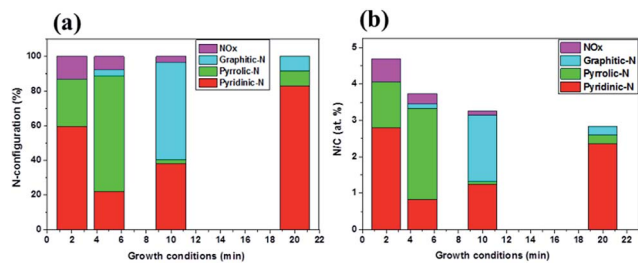 (a)
N-configuration (%)
100
80
60
40
20
0
NOx
Graphitic-N
Pyrrolic-N
Pyridinic-N
0 2 4 6 8 10 12 14 16 18 20 22
Growth conditions (min)
(b)
N/C (at. %)
5
4
3
2
1
0
NOx
Graphitic-N
Pyrrolic-N
Pyridinic-N
0 2 4 6 8 10 12 14 16 18 20 22
Growth conditions (min)